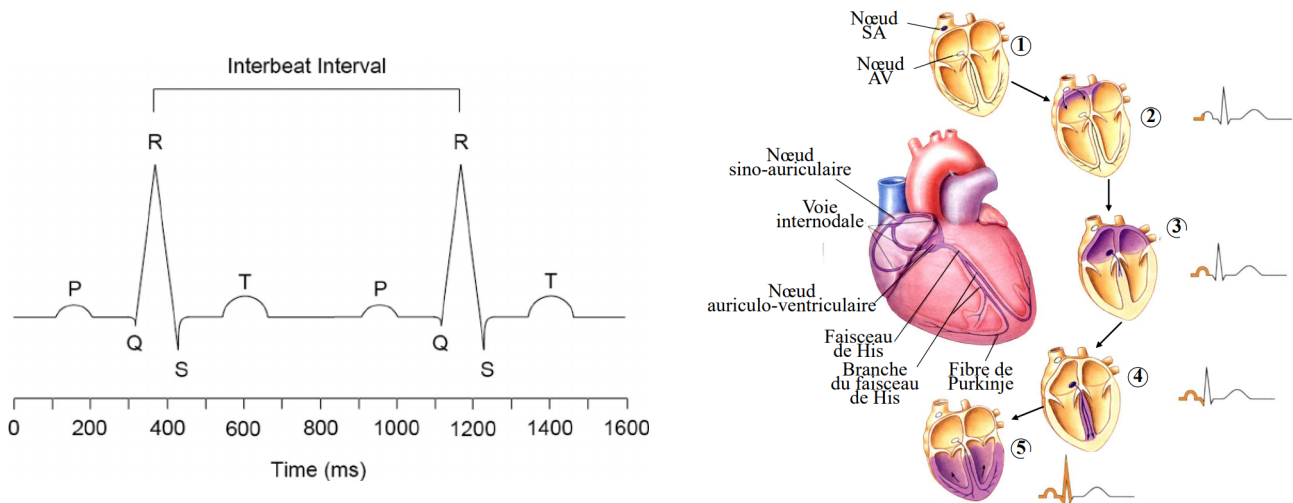 Interbeat Interval
R
R
P
T
P
T
Q
S
Q
S
0
200
400
600
800
1000
1200
1400
1600
Time (ms)
Nœud
SA
①
Nœud
AV
②
Nœud
sino-auriculaire
Voie
internodale
③
Nœud
auriculo-ventriculaire
Faisceau
de His
Branche
du faisceau
de His
Fibre de
Purkinje
④
⑤